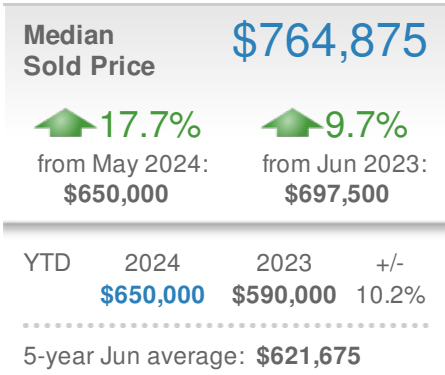 Median
Sold Price
$764,875
17.7%
from May 2024:
$650,000
9.7%
from Jun 2023:
$697,500
YTD 2024 2023 +/-
$650,000 $590,000 10.2%
5-year Jun average: $621,675